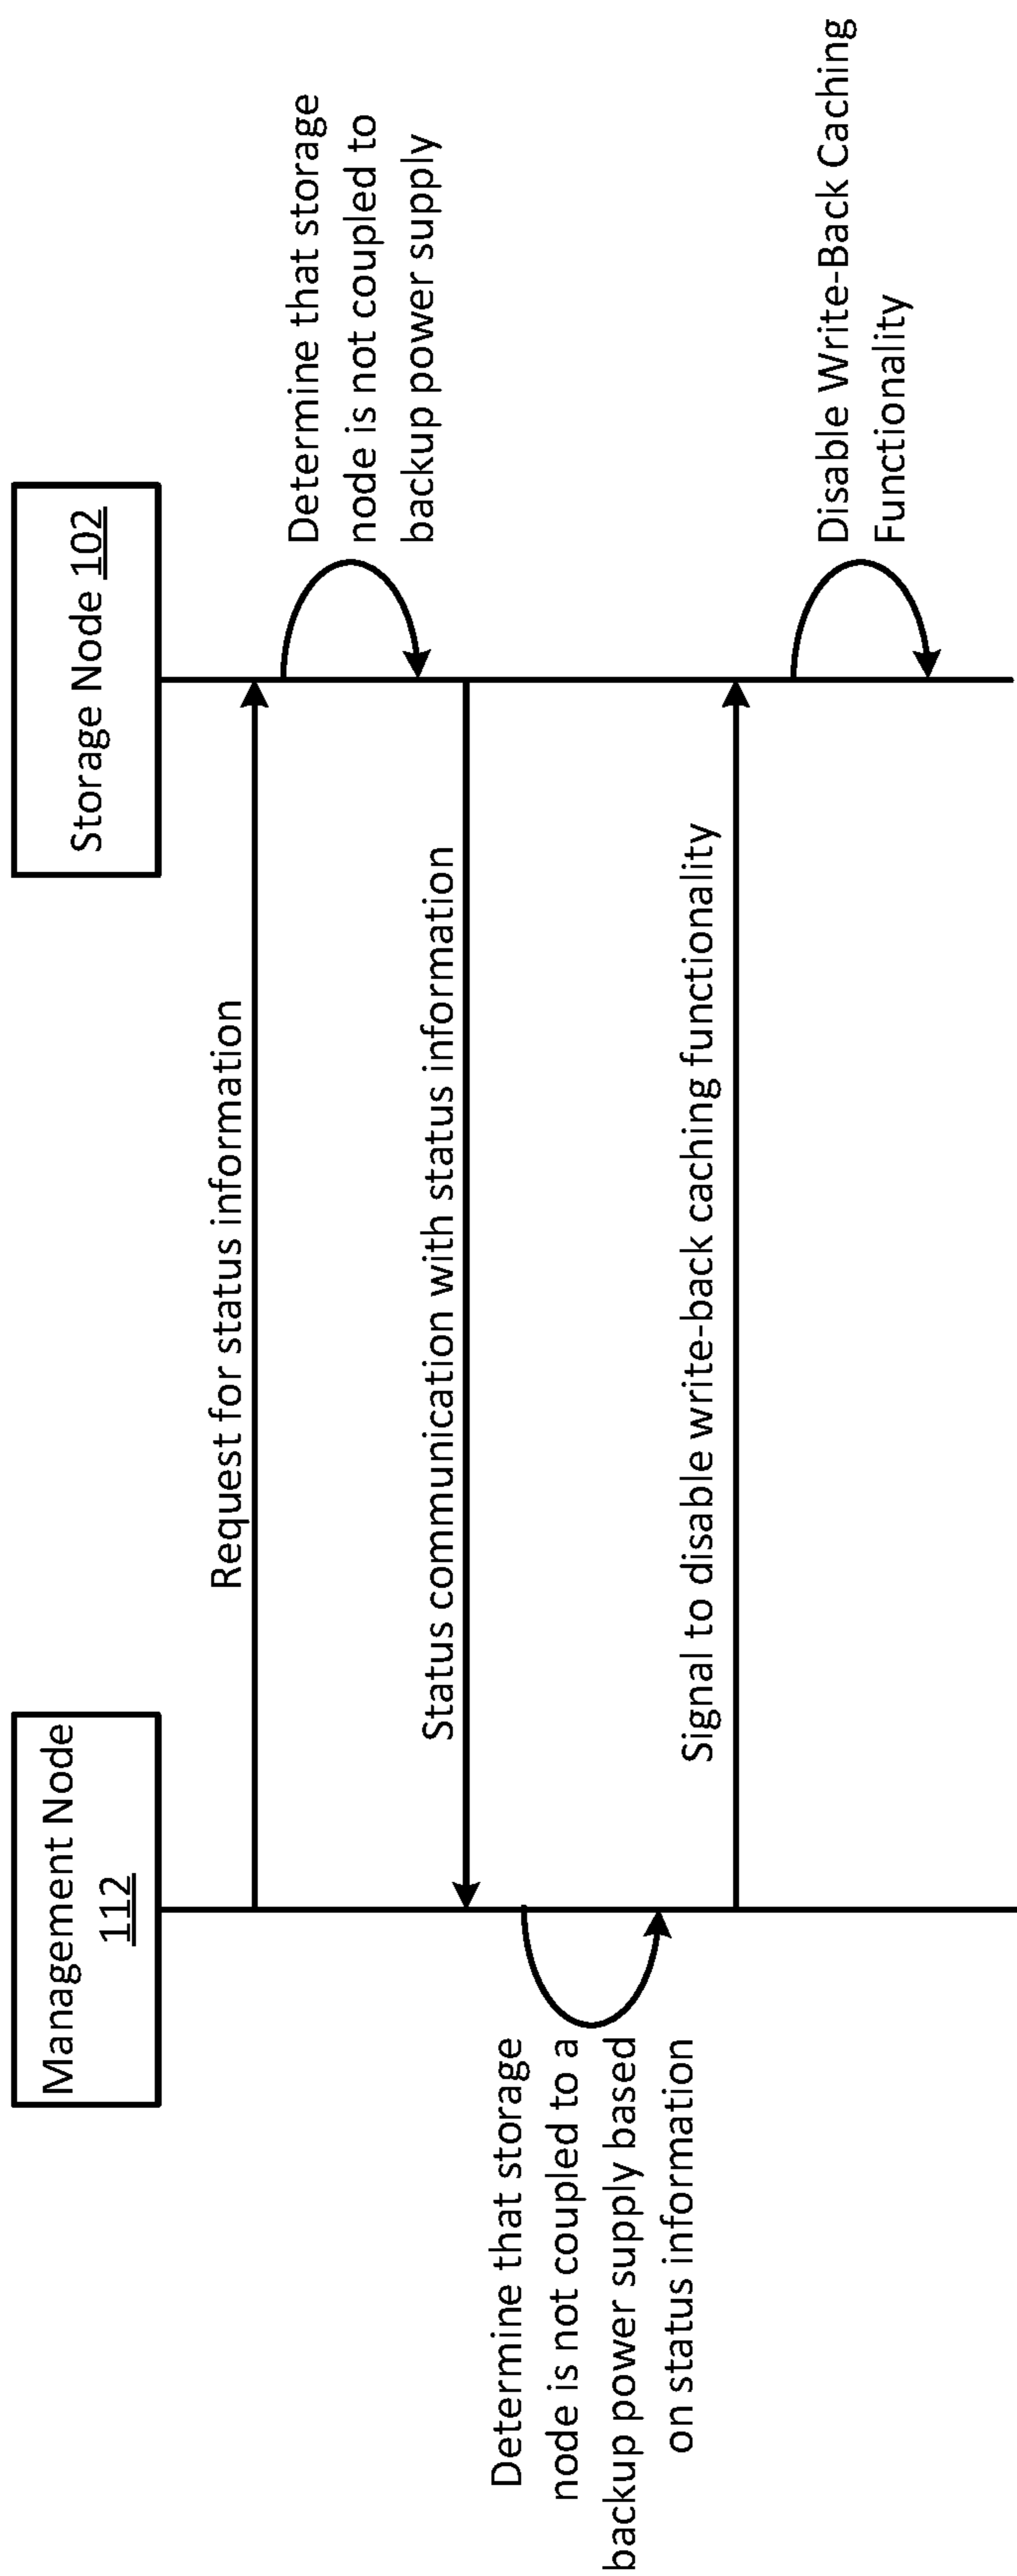 Management Node
112
Storage Node 102
Request for status information
Determine that storage
node is not coupled to
backup power supply
Status communication with status information
Determine that storage
node is not coupled to a
backup power supply based
on status information
Signal to disable write-back caching functionality
Disable Write-Back Caching
Functionality